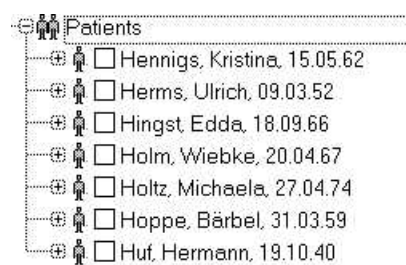 Patients
Hennigs, Kristina, 15.05.62
Herms, Ulrich, 09.03.52
Hingst, Edda, 18.09.66
Holm, Wiebke, 20.04.67
Holtz, Michaela, 27.04.74
Hoppe, Bärbel, 31.03.59
Huf, Hermann, 19.10.40